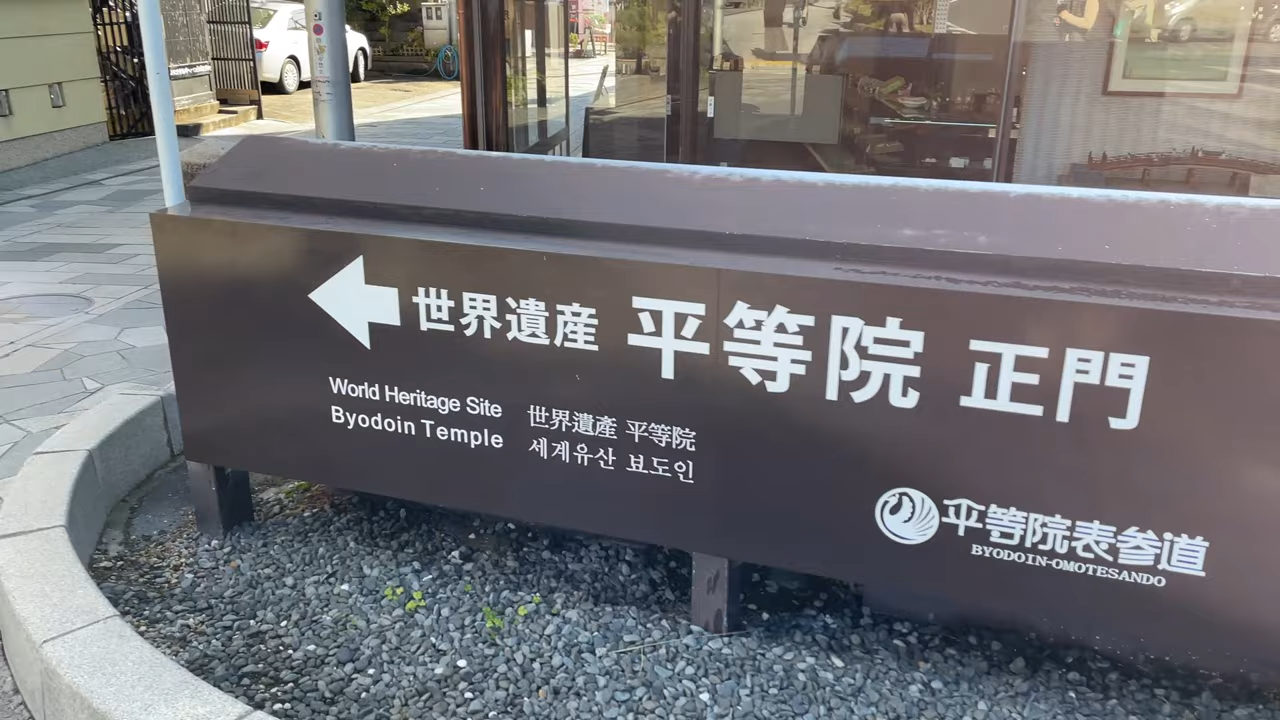 世界遺産 平等院 正門
World Heritage Site
Byodoin Temple
世界遺產 平等院
세계유산 뵤도인
平等院表参道
BYODOIN-OMOTESANDO